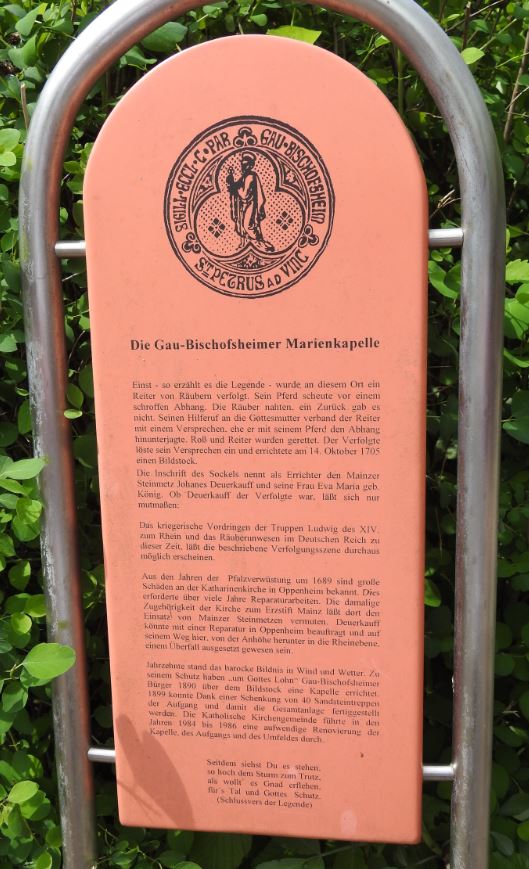 SIGILL·ECCL·C·PAR·GAU·BISCHOFSHEIM
STUS PETRUS AD VINC
Die Gau-Bischofsheimer Marienkapelle
Einst - so erzählt es die Legende - wurde an diesem Ort ein
Reiter von Räubern verfolgt. Sein Pferd scheute vor einem
schroffen Abhang. Die Räuber nahten, ein Zurück gab es
nicht. Seinen Hilferuf an die Gottesmutter verband der Reiter
mit einem Versprechen, ehe er mit seinem Pferd den Abhang
hinunterjagte. Roß und Reiter wurden gerettet. Der Verfolgte
löste sein Versprechen ein und errichtete am 14. Oktober 1705
einen Bildstock.
Die Inschrift des Sockels nennt als Errichter den Mainzer
Steinmetz Johanes Deuerkauff und seine Frau Eva Maria geb.
König. Ob Deuerkauff der Verfolgte war, läßt sich nur
mutmaßen:
Das kriegerische Vordringen der Truppen Ludwig des XIV.
zum Rhein und das Räuberunwesen im Deutschen Reich zu
dieser Zeit, läßt die beschriebene Verfolgungsszene durchaus
möglich erscheinen.
Aus den Jahren der Pfalzverwüstung um 1689 sind große
Schäden an der Katharinenkirche in Oppenheim bekannt. Dies
erforderte über viele Jahre Reparaturarbeiten. Die damalige
Zugehörigkeit der Kirche zum Erzstift Mainz läßt dort den
Einsatz von Mainzer Steinmetzen vermuten. Deuerkauff
könnte mit einer Reparatur in Oppenheim beauftragt und auf
seinem Weg hier, von der Anhöhe herunter in die Rheinebene,
einem Überfall ausgesetzt gewesen sein.
Jahrzehnte stand das barocke Bildnis in Wind und Wetter. Zu
seinem Schutz haben „um Gottes Lohn“ Gau-Bischofsheimer
Bürger 1890 über dem Bildstock eine Kapelle errichtet.
1899 konnte Dank einer Schenkung von 40 Sandsteintreppen
der Aufgang und damit die Gesamtanlage fertiggestellt
werden. Die Katholische Kirchengemeinde führte in den
Jahren 1984 bis 1986 eine aufwendige Renovierung der
Kapelle, des Aufgangs und des Umfeldes durch.
Seitdem siehst Du es stehen,
so hoch dem Sturm zum Trutz,
als wollt´ es Gnad erflehen,
für´s Tal und Gottes Schutz.
(Schlussvers der Legende)